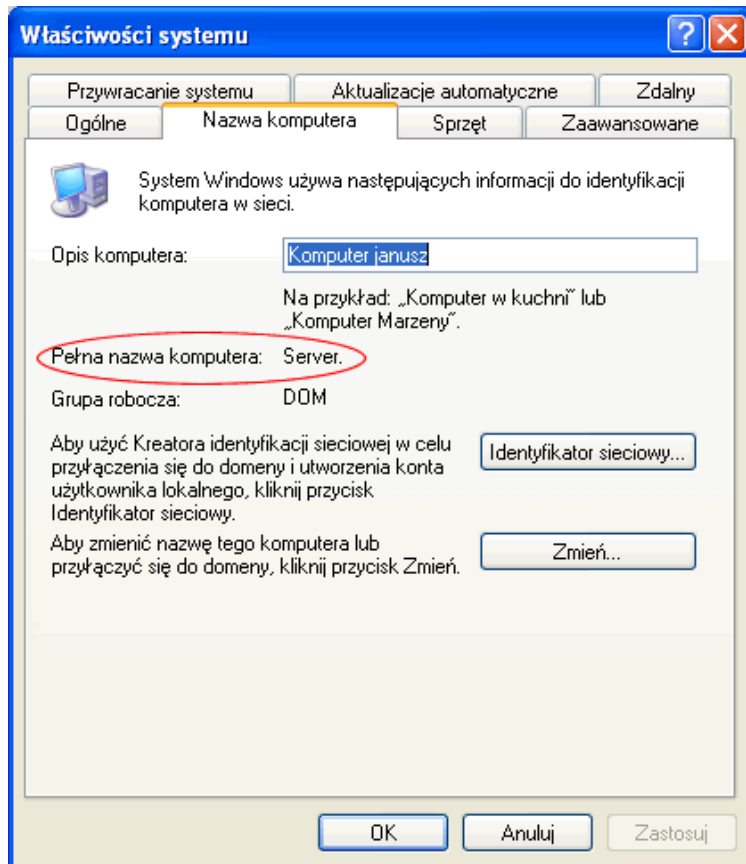 Właściwości systemu
Przywracanie systemu Aktualizacje automatyczne Zdalny
Ogólne Nazwa komputera Sprzęt Zaawansowane
System Windows używa następujących informacji do identyfikacji
komputera w sieci.
Opis komputera: Komputer janusz
Na przykład: „Komputer w kuchni” lub
„Komputer Marzeny”.
Pełna nazwa komputera: Server.
Grupa robocza: DOM
Aby użyć Kreatora identyfikacji sieciowej w celu
przyłączenia się do domeny i utworzenia konta
użytkownika lokalnego, kliknij przycisk
Identyfikator sieciowy.
Identyfikator sieciowy...
Aby zmienić nazwę tego komputera lub
przyłączyć się do domeny, kliknij przycisk Zmień.
Zmień...
OK Anuluj Zastosuj